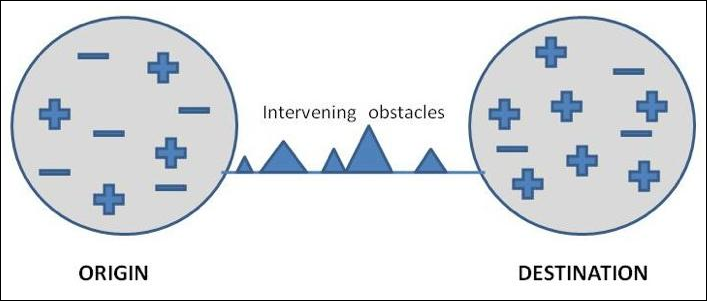 Intervening obstacles
ORIGIN
DESTINATION